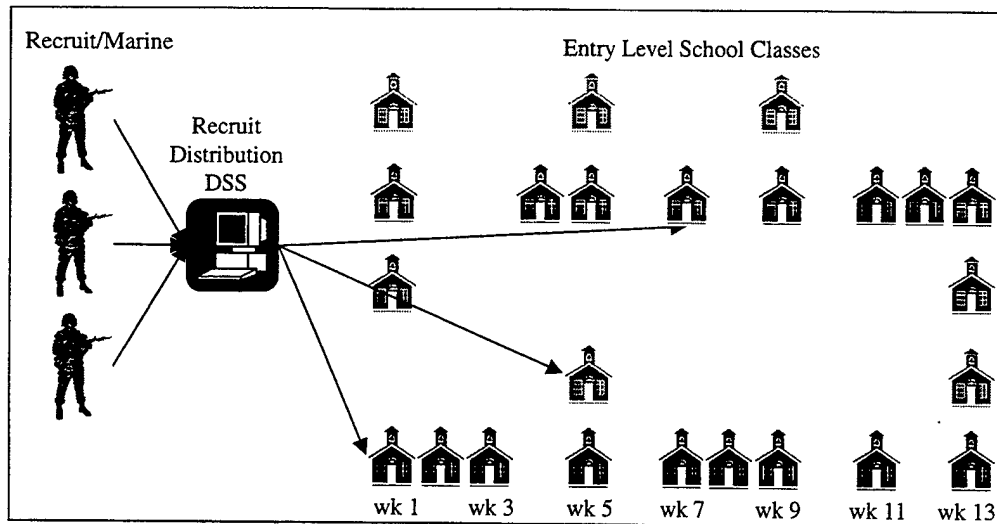 Recruit/Marine
Entry Level School Classes
Recruit
Distribution
DSS
wk 1
wk 3
wk 5
wk 7
wk 9
wk 11
wk 13